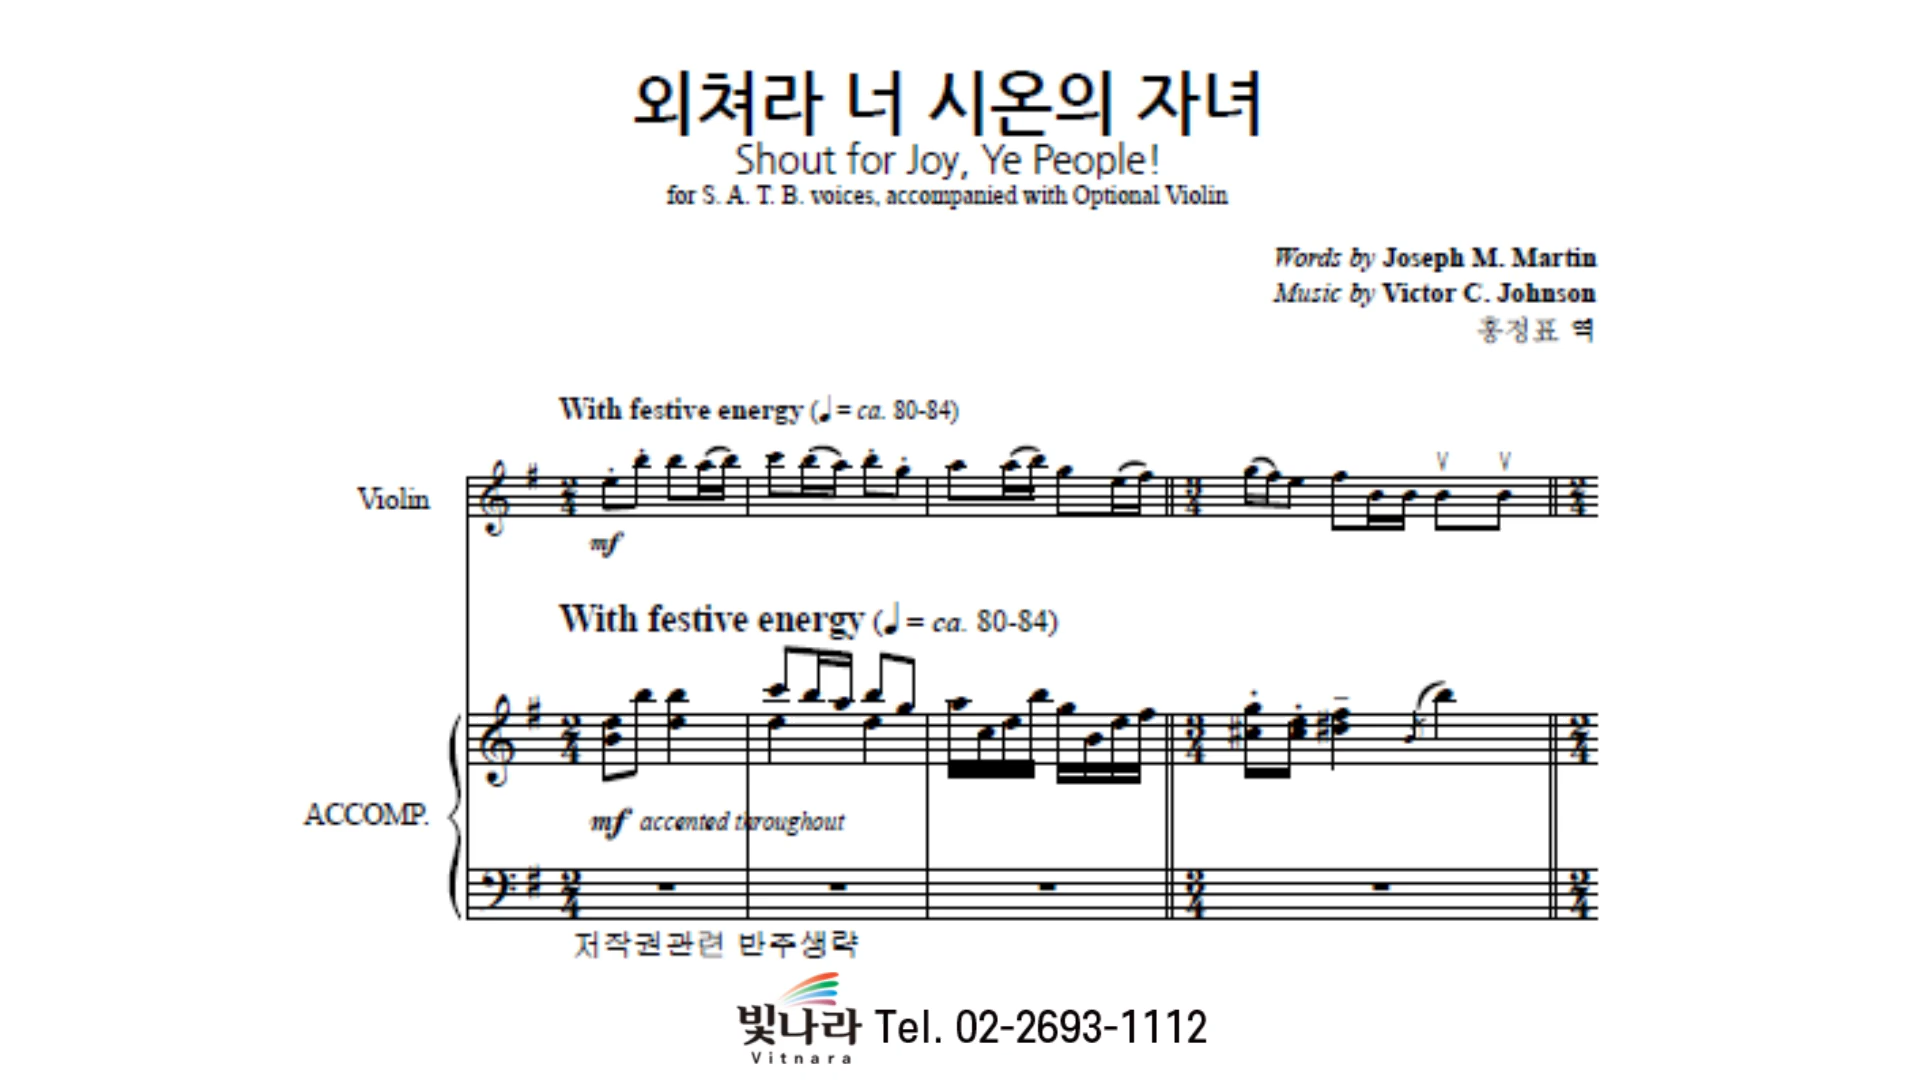 외쳐라 너 시온의 자녀
Shout for Joy, Ye People!
for S. A. T. B. voices, accompanied with Optional Violin
Words by Joseph M. Martin
Music by Victor C. Johnson
홍정표 역
With festive energy (♩= ca. 80-84)
Violin
mf
With festive energy (♩= ca. 80-84)
ACCOMP.
mf accented throughout
저작권관련 반주생략
빛나라 Tel. 02-2693-1112
Vitnara